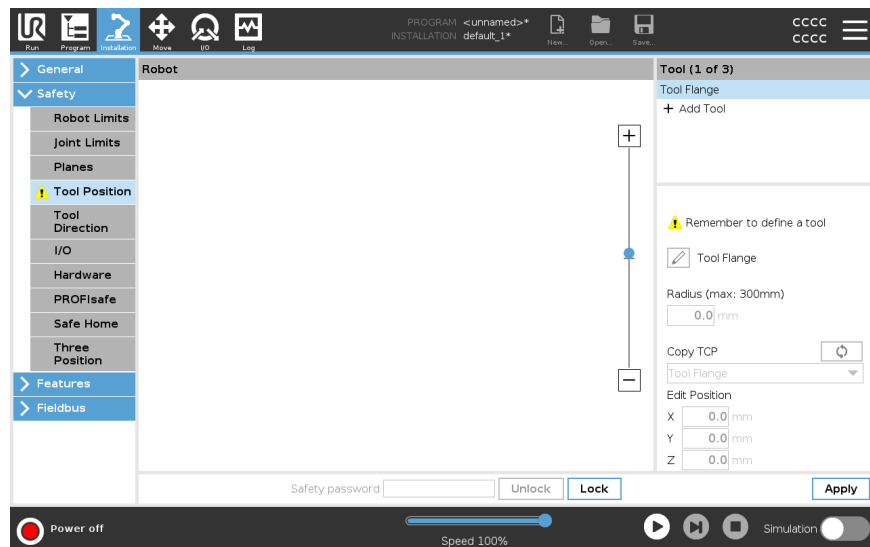 PROGRAM <unnamed>*
INSTALLATION default_1*
Run
Program
Installation
Move
I/O
Log
New...
Open...
Save...
cccc
cccc
General
Safety
Robot Limits
Joint Limits
Planes
Tool Position
Tool
Direction
I/O
Hardware
PROFIsafe
Safe Home
Three
Position
Features
Fieldbus
Robot
Tool (1 of 3)
Tool Flange
+ Add Tool
Remember to define a tool
Tool Flange
Radius (max: 300mm)
0.0 mm
Copy TCP
Tool Flange
Edit Position
X 0.0 mm
Y 0.0 mm
Z 0.0 mm
Safety password
Unlock
Lock
Apply
Power off
Speed 100%
Simulation